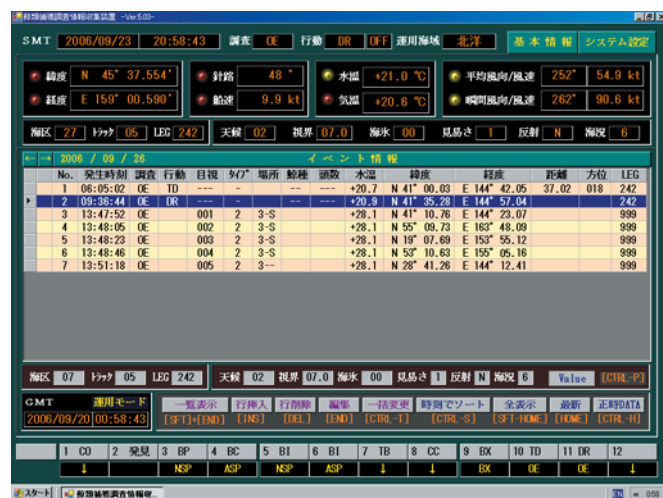 鯨類捕獲調査情報収集装置 -Ver.5.03-
SMT 2006/09/23 20:58:43 調査 OE 行動 DR OFF 運用海域 北洋 基本情報 システム設定
緯度 N 45° 37.554' 針路 48 ° 水温 +21.0 ℃ 平均風向/風速 252° 54.9 kt
経度 E 159° 00.590' 船速 9.9 kt 気温 +20.6 ℃ 瞬間風向/風速 262° 90.6 kt
海区 27 トラック 05 LEG 242 天候 02 視界 07.0 海氷 00 見易さ 1 反射 N 海況 6
← → 2006 / 09 / 26 イベント情報
No. 発生時刻 調査 行動 目視 タイプ 場所 鯨種 頭数 水温 緯度 経度 距離 方位 LEG
1 06:05:02 OE TD --- - -- --- +20.7 N 41° 00.03 E 144° 42.05 37.02 018 242
2 09:36:44 OE DR --- - -- --- +20.9 N 41° 35.28 E 144° 57.04 242
3 13:47:52 OE 001 2 3-S +28.1 N 41° 10.76 E 144° 23.07 999
4 13:48:05 OE 002 2 3-S +28.1 N 55° 09.73 E 163° 48.09 999
5 13:48:23 OE 003 2 3-S +28.1 N 19° 07.69 E 153° 55.12 999
6 13:48:46 OE 004 2 3-S +28.1 N 53° 10.63 E 155° 05.16 999
7 13:51:18 OE 005 2 3-- +28.1 N 28° 41.26 E 144° 12.41 999
海区 07 トラック 05 LEG 242 天候 02 視界 07.0 海氷 00 見易さ 1 反射 N 海況 6 Value [CTRL-P]
GMT 運用モード 一覧表示 行挿入 行削除 編集 一括変更 時刻でソート 全表示 最新 正時DATA
2006/09/20 00:58:43 [SFT]+[END] [INS] [DEL] [END] [CTRL-T] [CTRL-S] [SFT-HOME] [HOME] [CTRL-H]
1 CO 2 発見 3 BP 4 BC 5 BI 6 BI 7 TB 8 CC 9 BX 10 TD 11 DR 12
↓ NSP ASP NSP ASP ↓ ↓ BX OE OE ↓
スタート 鯨類捕獲調査情報収... EN « 0:58